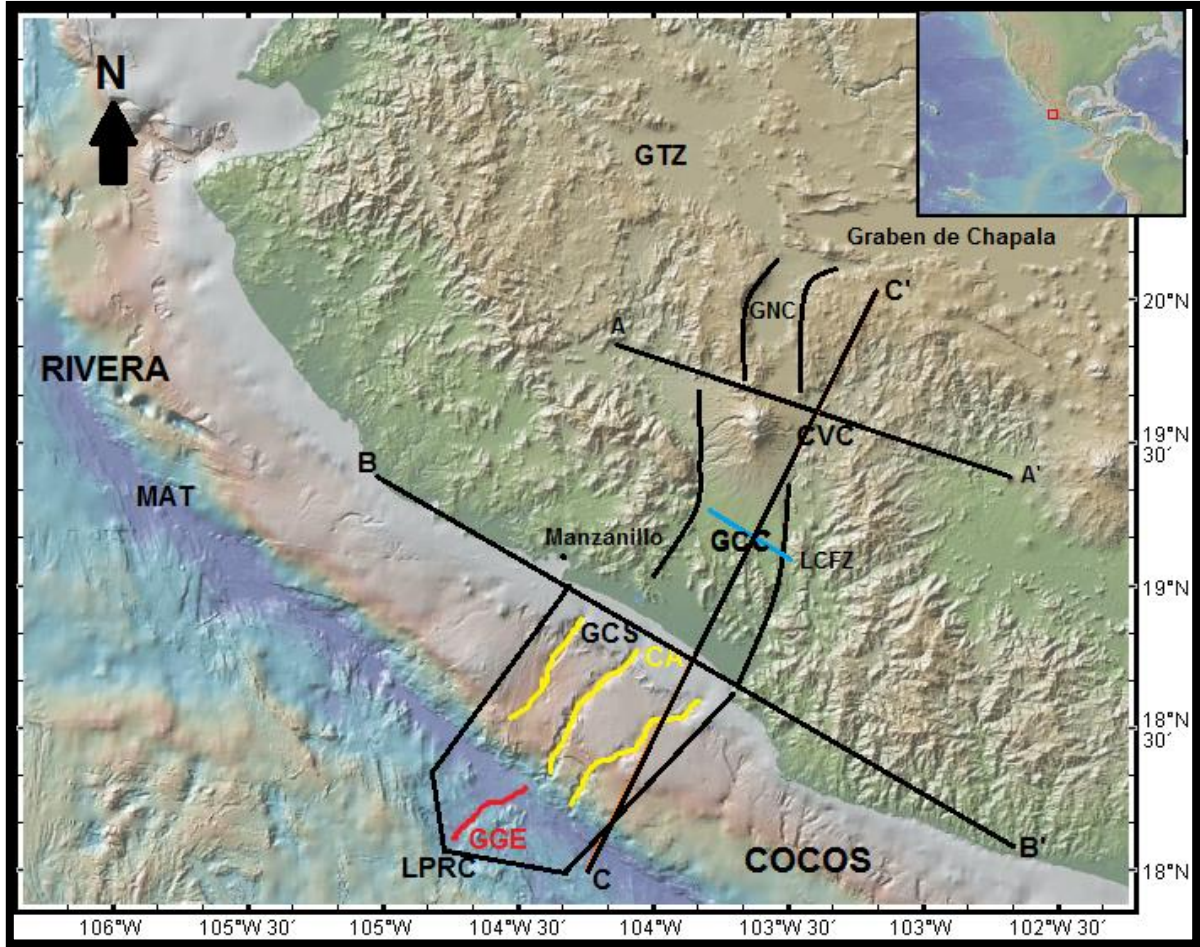 N
GTZ
Graben de Chapala
C'
20°N
GNC
A
RIVERA
CVC
19°N
30'
B
A'
MAT
Manzanillo
GCC
LCFZ
19°N
GCS
CA
18°N
30'
GGE
B'
LPRC
C
COCOS
18°N
106°W
105°W 30´
105°W
104°W 30´
104°W
103°W 30´
103°W
102°W 30´